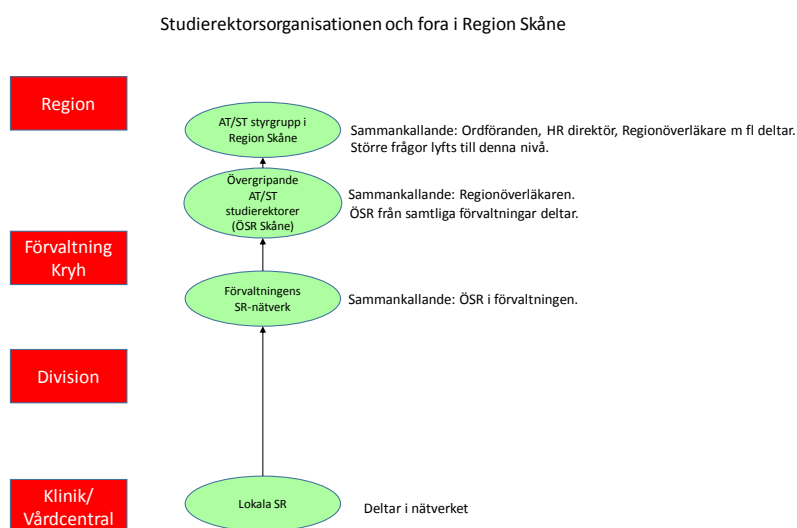 Studierektorsorganisationen och fora i Region Skåne
Region
AT/ST styrgrupp i
Region Skåne
Sammankallande: Ordföranden, HR direktör, Regionöverläkare m fl deltar.
Större frågor lyfts till denna nivå.
Övergripande
AT/ST
studierektorer
(ÖSR Skåne)
Sammankallande: Regionöverläkaren.
ÖSR från samtliga förvaltningar deltar.
Förvaltning
Kryh
Förvaltningens
SR-nätverk
Sammankallande: ÖSR i förvaltningen.
Division
Klinik/
Vårdcentral
Lokala SR
Deltar i nätverket